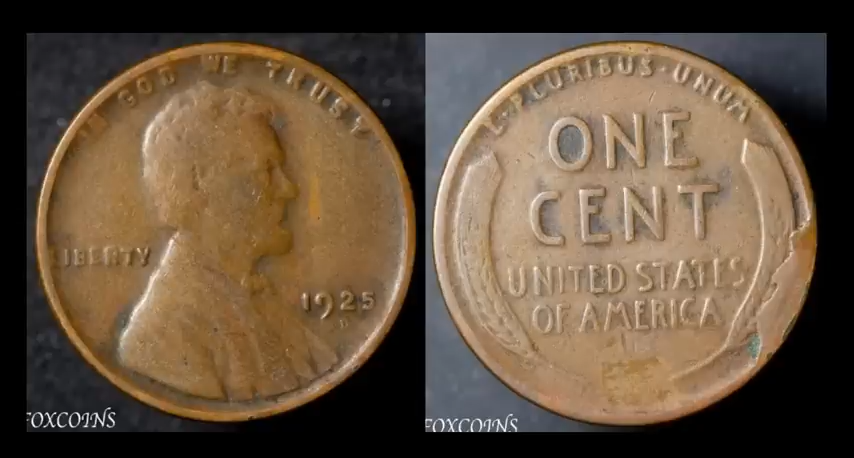 IN GOD WE TRUST
LIBERTY
1925
D
FOXCOINS
E·PLURIBUS·UNUM
ONE
CENT
UNITED STATES
OF AMERICA
FOXCOINS